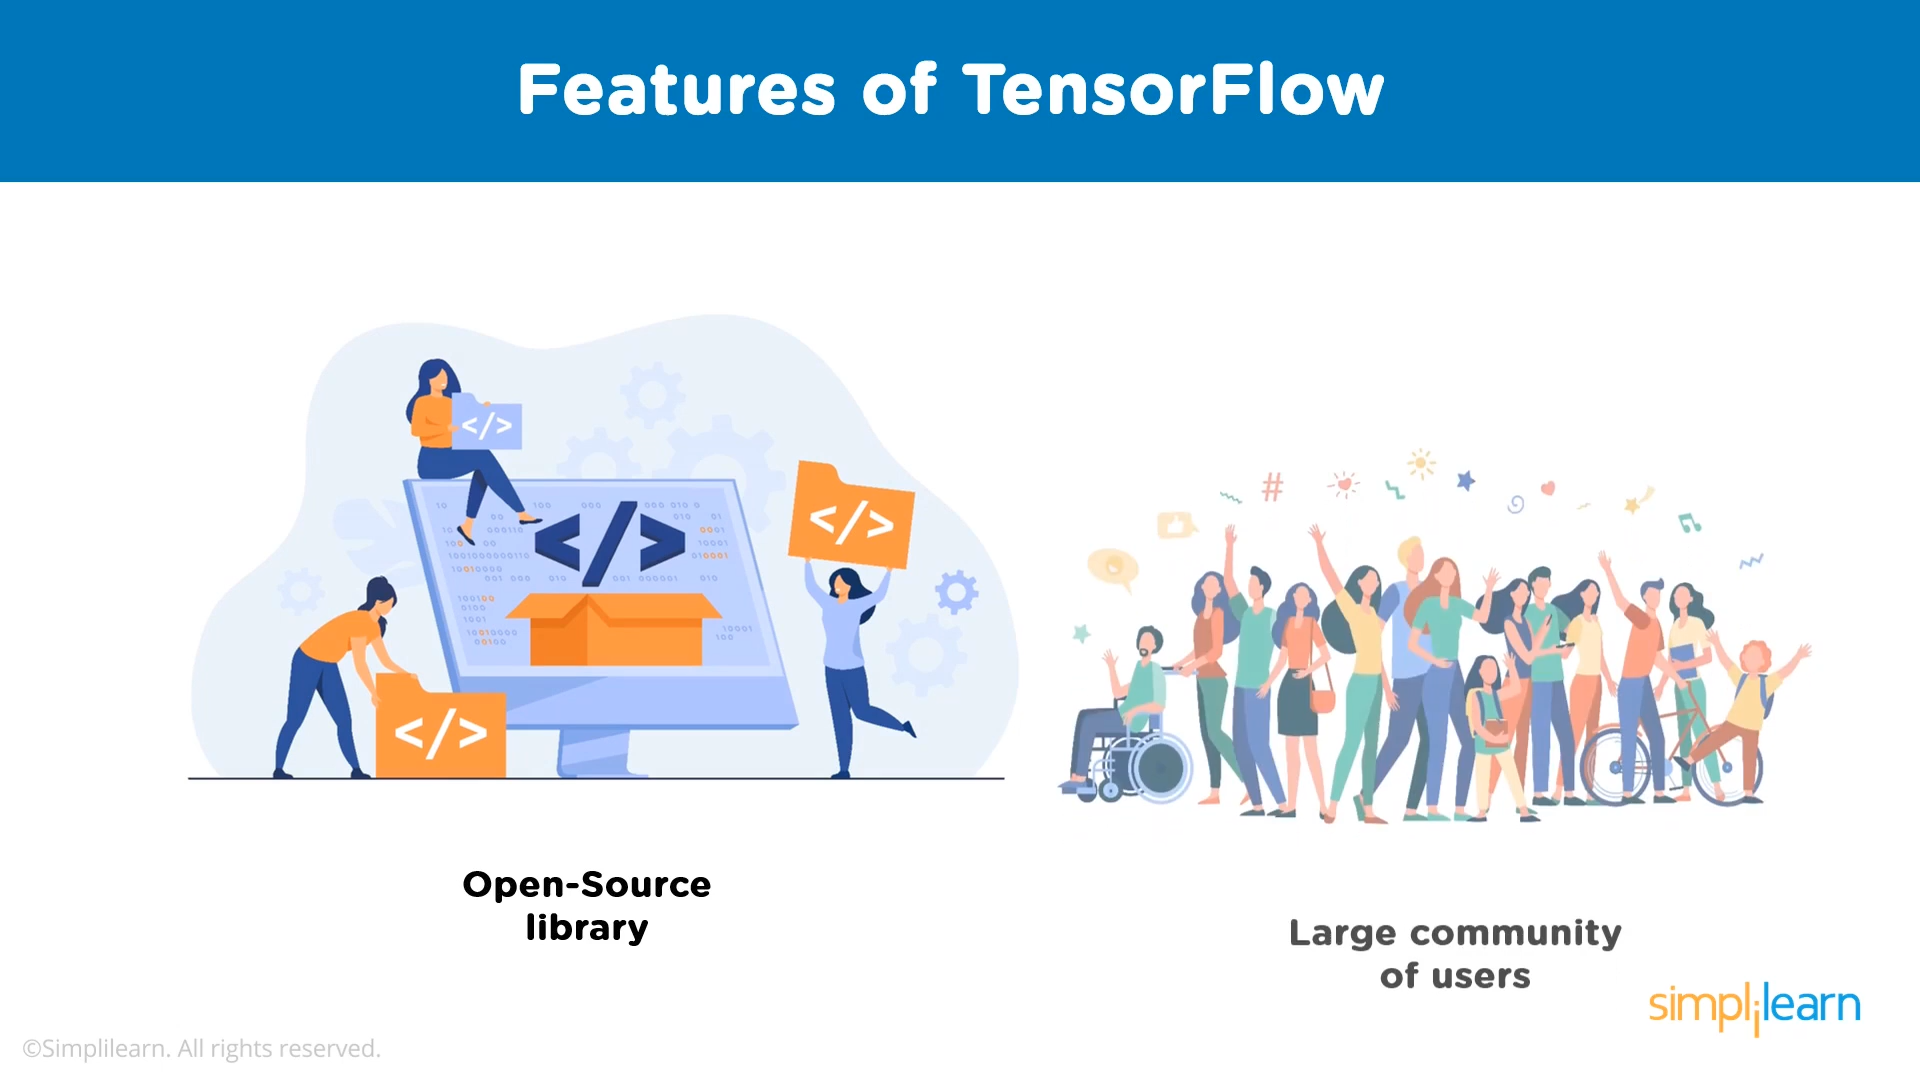 Features of TensorFlow
</>
</>
</>
</>
#
Open-Source
library
Large community
of users
simplilearn
©Simplilearn. All rights reserved.